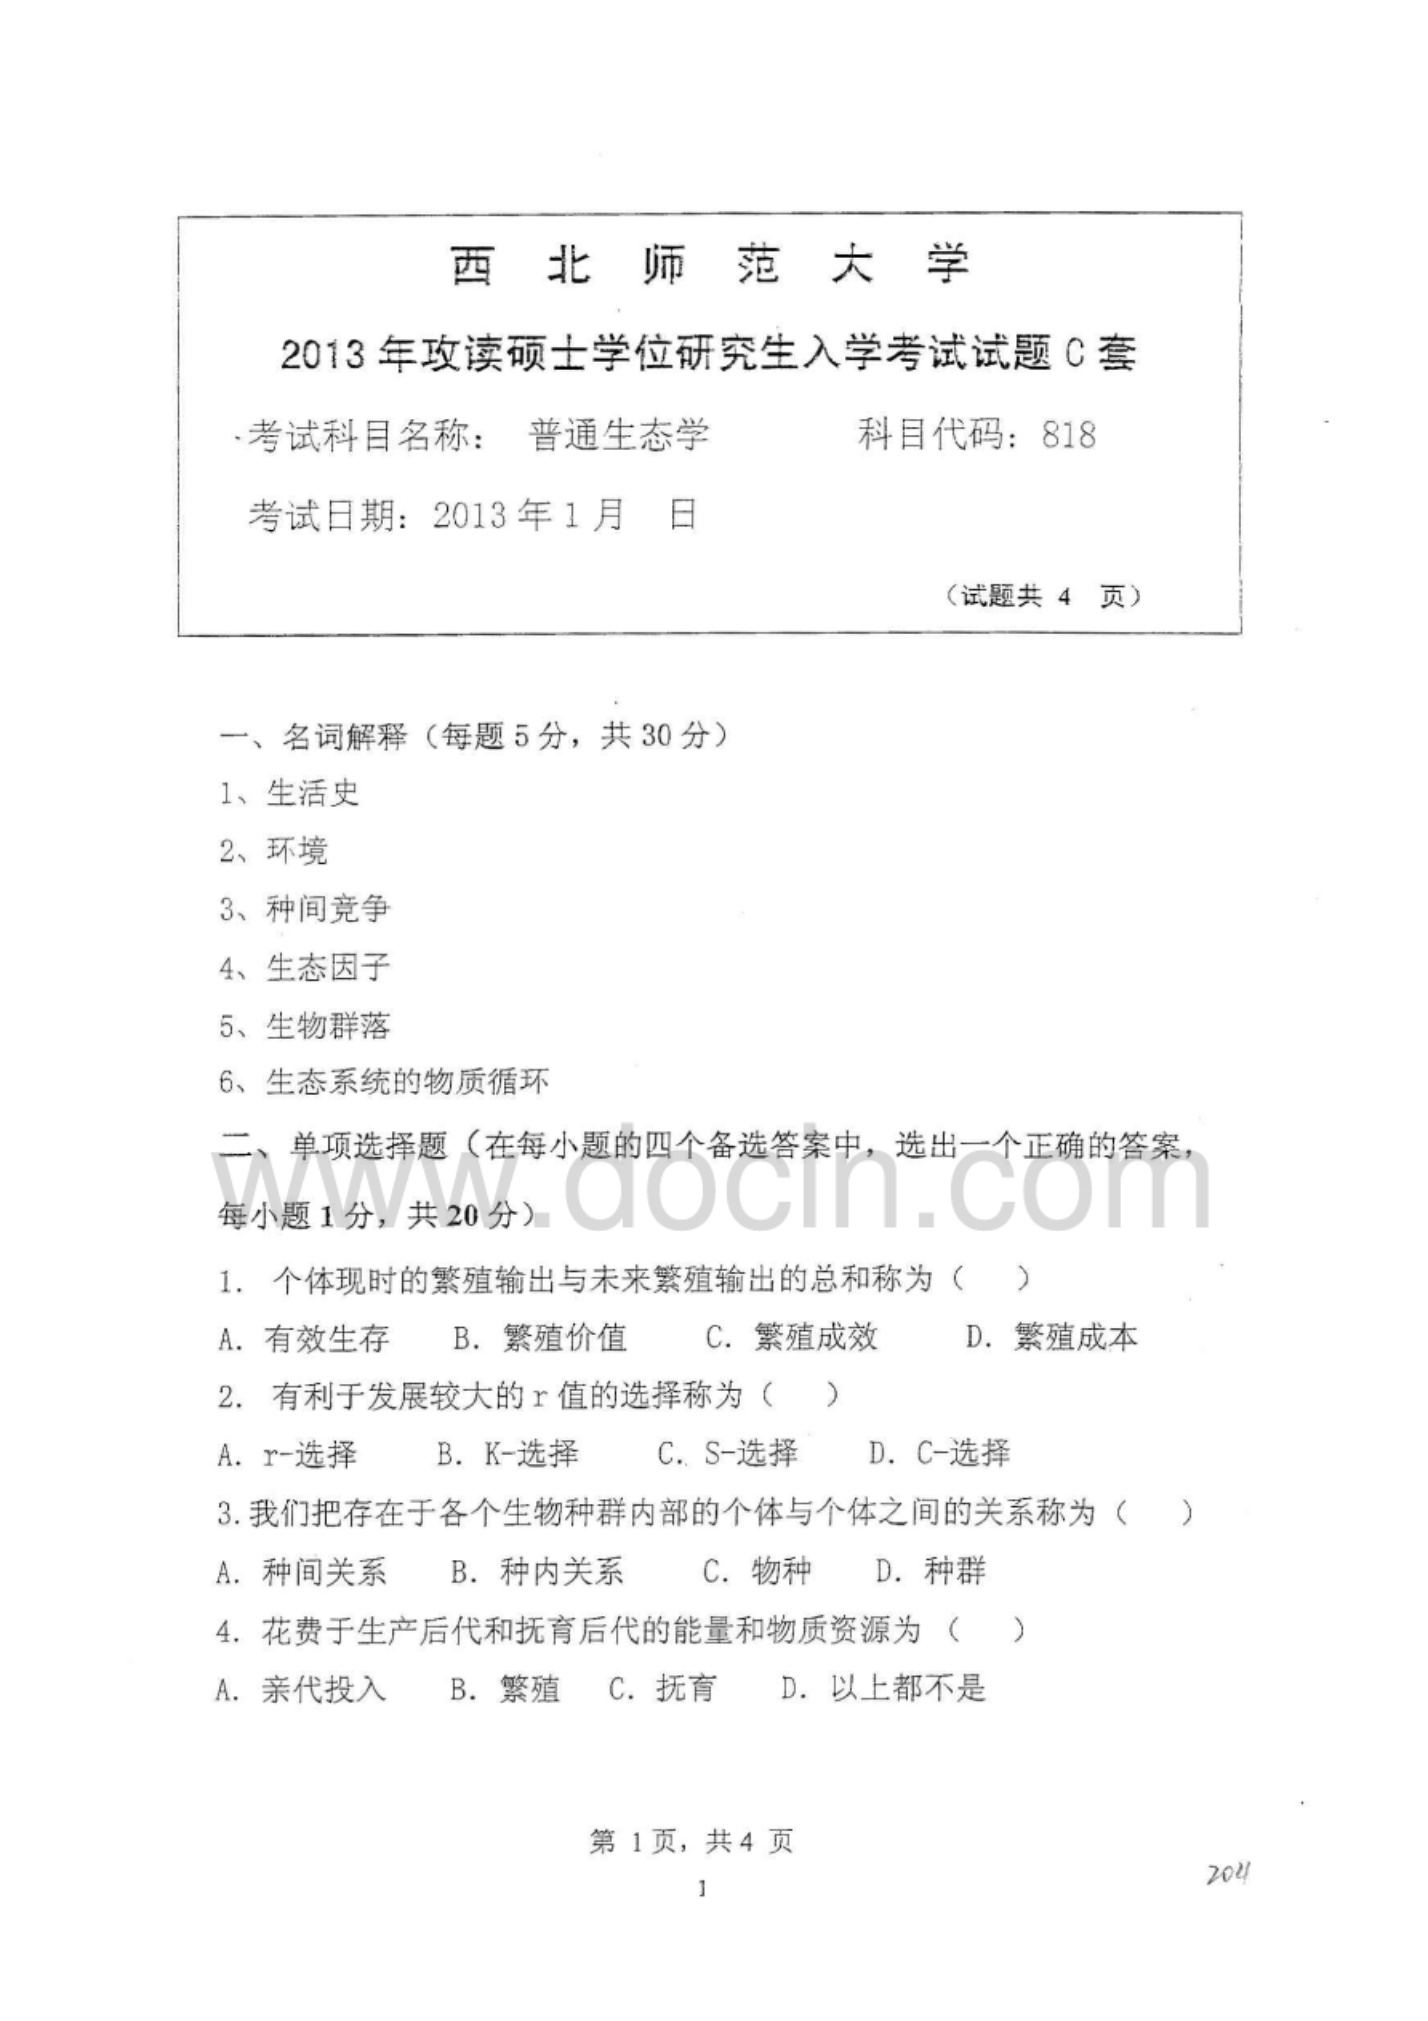 西 北 师 范 大 学
2013 年攻读硕士学位研究生入学考试试题 C 套
考试科目名称： 普通生态学 科目代码：818
考试日期：2013 年 1 月 日
（试题共 4 页）
一、名词解释（每题 5 分，共 30 分）
1、生活史
2、环境
3、种间竞争
4、生态因子
5、生物群落
6、生态系统的物质循环
二、单项选择题（在每小题的四个备选答案中，选出一个正确的答案，
www.docin.com
每小题 1 分，共 20 分）
1. 个体现时的繁殖输出与未来繁殖输出的总和称为（ ）
A. 有效生存 B. 繁殖价值 C. 繁殖成效 D. 繁殖成本
2. 有利于发展较大的 r 值的选择称为（ ）
A. r-选择 B. K-选择 C. S-选择 D. C-选择
3.我们把存在于各个生物种群内部的个体与个体之间的关系称为（ ）
A. 种间关系 B. 种内关系 C. 物种 D. 种群
4. 花费于生产后代和抚育后代的能量和物质资源为 （ ）
A. 亲代投入 B. 繁殖 C. 抚育 D. 以上都不是
第 1 页，共 4 页
1